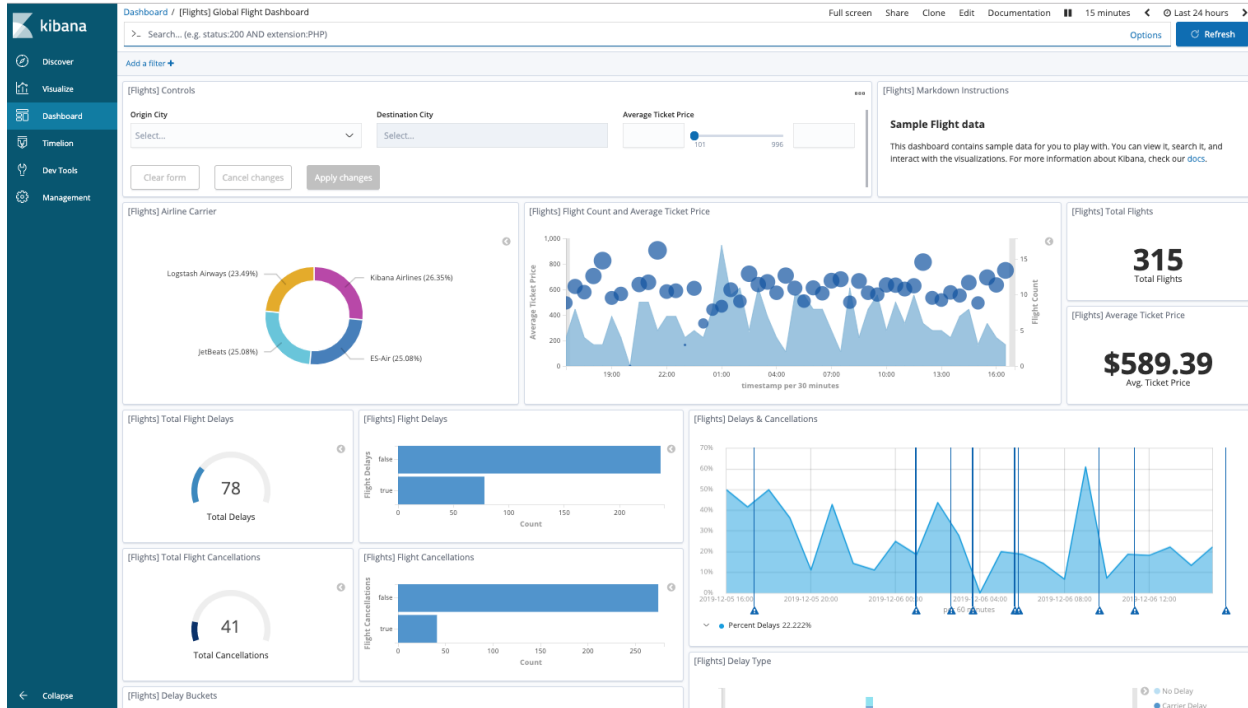 kibana
Discover
Visualize
Dashboard
Timelion
Dev Tools
Management
Collapse
Dashboard / [Flights] Global Flight Dashboard
Full screen Share Clone Edit Documentation 15 minutes Last 24 hours
>_ Search... (e.g. status:200 AND extension:PHP)
Options
Refresh
Add a filter +
[Flights] Controls
Origin City
Select...
Destination City
Select...
Average Ticket Price
101 996
Clear form
Cancel changes
Apply changes
[Flights] Markdown Instructions
Sample Flight data
This dashboard contains sample data for you to play with. You can view it, search it, and
interact with the visualizations. For more information about Kibana, check our docs.
[Flights] Airline Carrier
Logstash Airways (23.49%)
Kibana Airlines (26.35%)
JetBeats (25.08%)
ES-Air (25.08%)
[Flights] Flight Count and Average Ticket Price
Average Ticket Price
1,000
800
600
400
200
0
15
10
5
0
Flight Count
19:00 22:00 01:00 04:00 07:00 10:00 13:00 16:00
timestamp per 30 minutes
[Flights] Total Flights
315
Total Flights
[Flights] Average Ticket Price
$589.39
Avg. Ticket Price
[Flights] Total Flight Delays
78
Total Delays
[Flights] Flight Delays
Flight Delays
false
true
0 50 100 150 200
Count
[Flights] Delays & Cancellations
70%
60%
50%
40%
30%
20%
10%
0%
2019-12-05 16:00 2019-12-05 20:00 2019-12-06 00:00 2019-12-06 04:00 2019-12-06 08:00 2019-12-06 12:00
per 60 minutes
Percent Delays 22.222%
[Flights] Total Flight Cancellations
41
Total Cancellations
[Flights] Flight Cancellations
Flight Cancellations
false
true
0 50 100 150 200 250
Count
[Flights] Delay Type
No Delay
Carrier Delay
[Flights] Delay Buckets